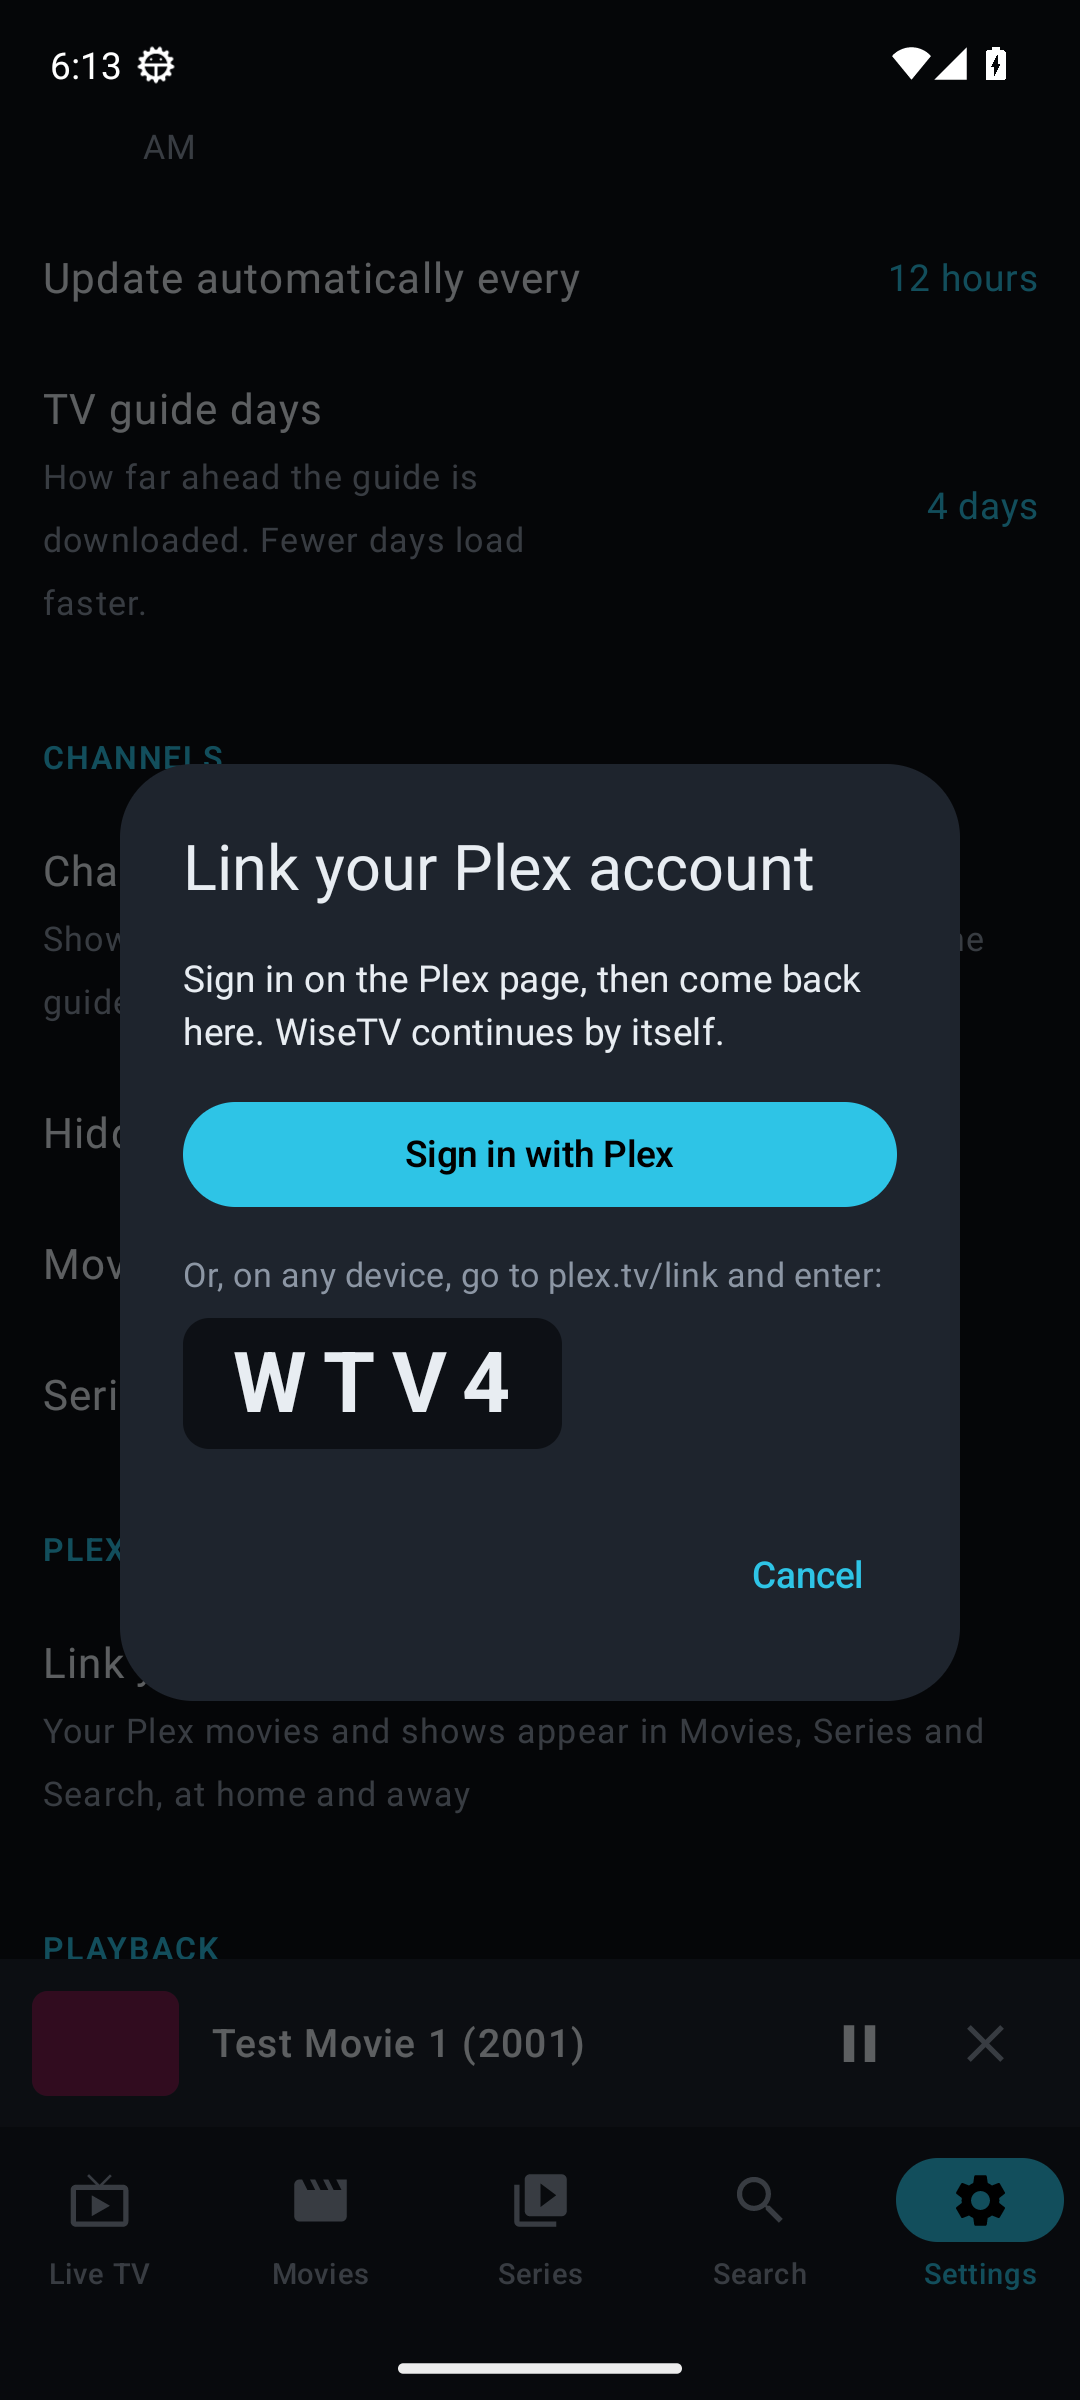 6:13
AM
Update automatically every
12 hours
TV guide days
How far ahead the guide is
downloaded. Fewer days load
faster.
4 days
CHANNELS
Link your Plex account
Sign in on the Plex page, then come back
here. WiseTV continues by itself.
Sign in with Plex
Or, on any device, go to plex.tv/link and enter:
WTV4
Cancel
PLEX
Link
Your Plex movies and shows appear in Movies, Series and
Search, at home and away
PLAYBACK
Test Movie 1 (2001)
Live TV
Movies
Series
Search
Settings